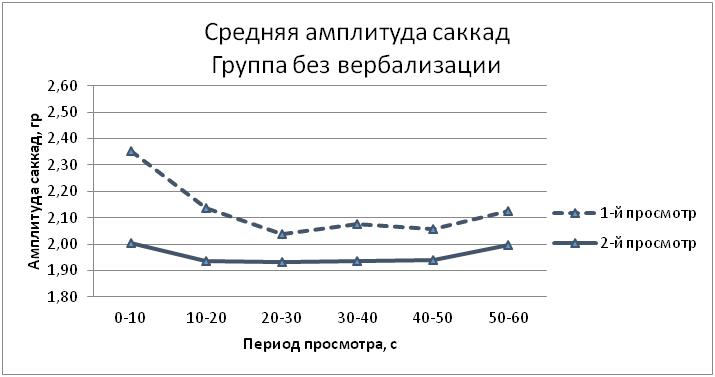 Средняя амплитуда саккад
Группа без вербализации
Амплитуда саккад, гр
2,60
2,50
2,40
2,30
2,20
2,10
2,00
1,90
1,80
0-10 10-20 20-30 30-40 40-50 50-60
Период просмотра, с
1-й просмотр
2-й просмотр